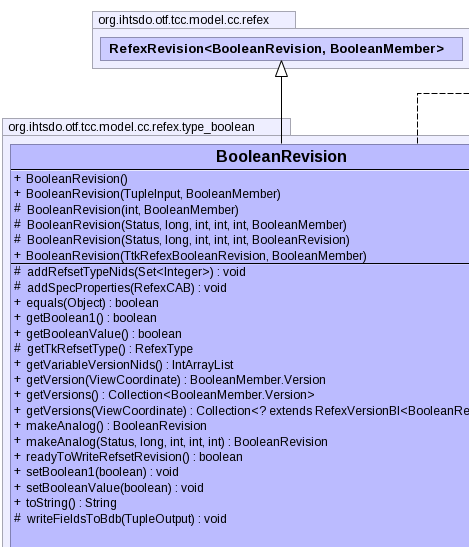 org.ihtsdo.otf.tcc.model.cc.refex
RefexRevision<BooleanRevision, BooleanMember>
org.ihtsdo.otf.tcc.model.cc.refex.type_boolean
BooleanRevision
+ BooleanRevision()
+ BooleanRevision(TupleInput, BooleanMember)
# BooleanRevision(int, BooleanMember)
# BooleanRevision(Status, long, int, int, int, BooleanMember)
# BooleanRevision(Status, long, int, int, int, BooleanRevision)
+ BooleanRevision(TtkRefexBooleanRevision, BooleanMember)
# addRefsetTypeNids(Set<Integer>) : void
# addSpecProperties(RefexCAB) : void
+ equals(Object) : boolean
+ getBoolean1() : boolean
+ getBooleanValue() : boolean
# getTkRefsetType() : RefexType
+ getVariableVersionNids() : IntArrayList
+ getVersion(ViewCoordinate) : BooleanMember.Version
+ getVersions() : Collection<BooleanMember.Version>
+ getVersions(ViewCoordinate) : Collection<? extends RefexVersionBI<BooleanRe
+ makeAnalog() : BooleanRevision
+ makeAnalog(Status, long, int, int, int) : BooleanRevision
+ readyToWriteRefsetRevision() : boolean
+ setBoolean1(boolean) : void
+ setBooleanValue(boolean) : void
+ toString() : String
# writeFieldsToBdb(TupleOutput) : void